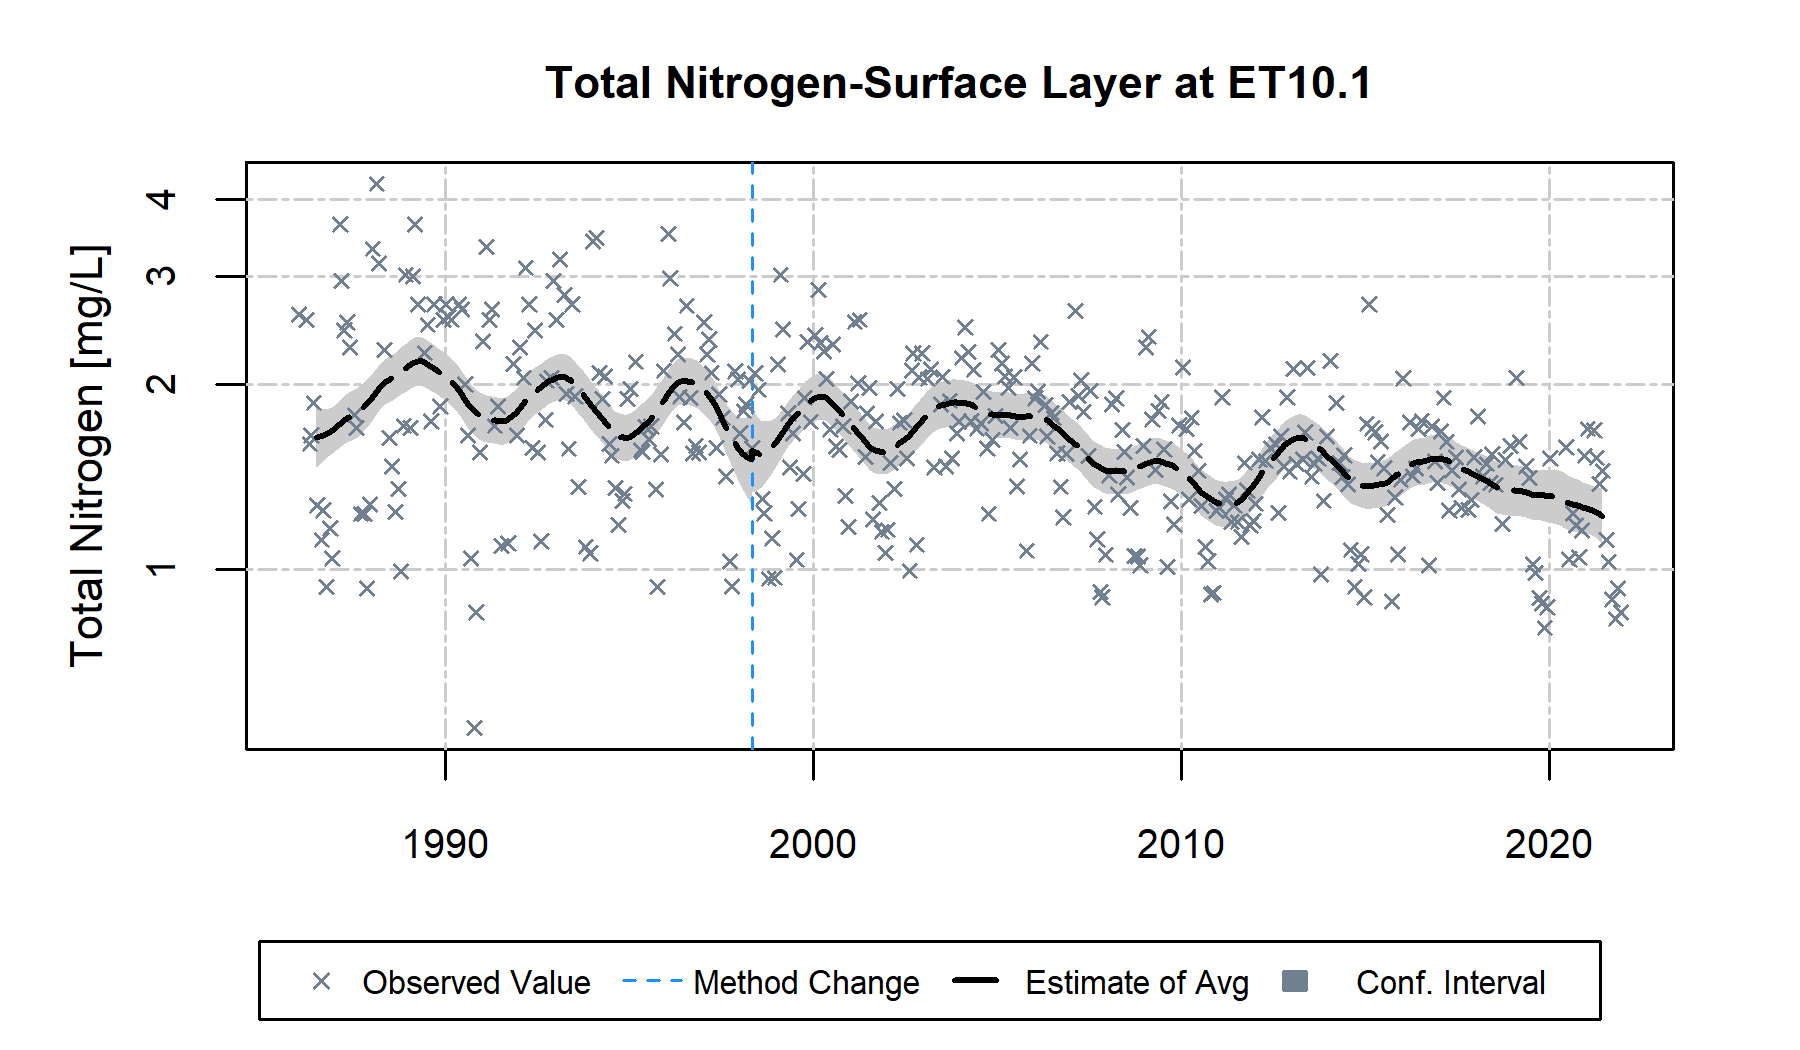 Total Nitrogen-Surface Layer at ET10.1
Total Nitrogen [mg/L]
4
3
2
1
1990 2000 2010 2020
Observed Value Method Change Estimate of Avg Conf. Interval